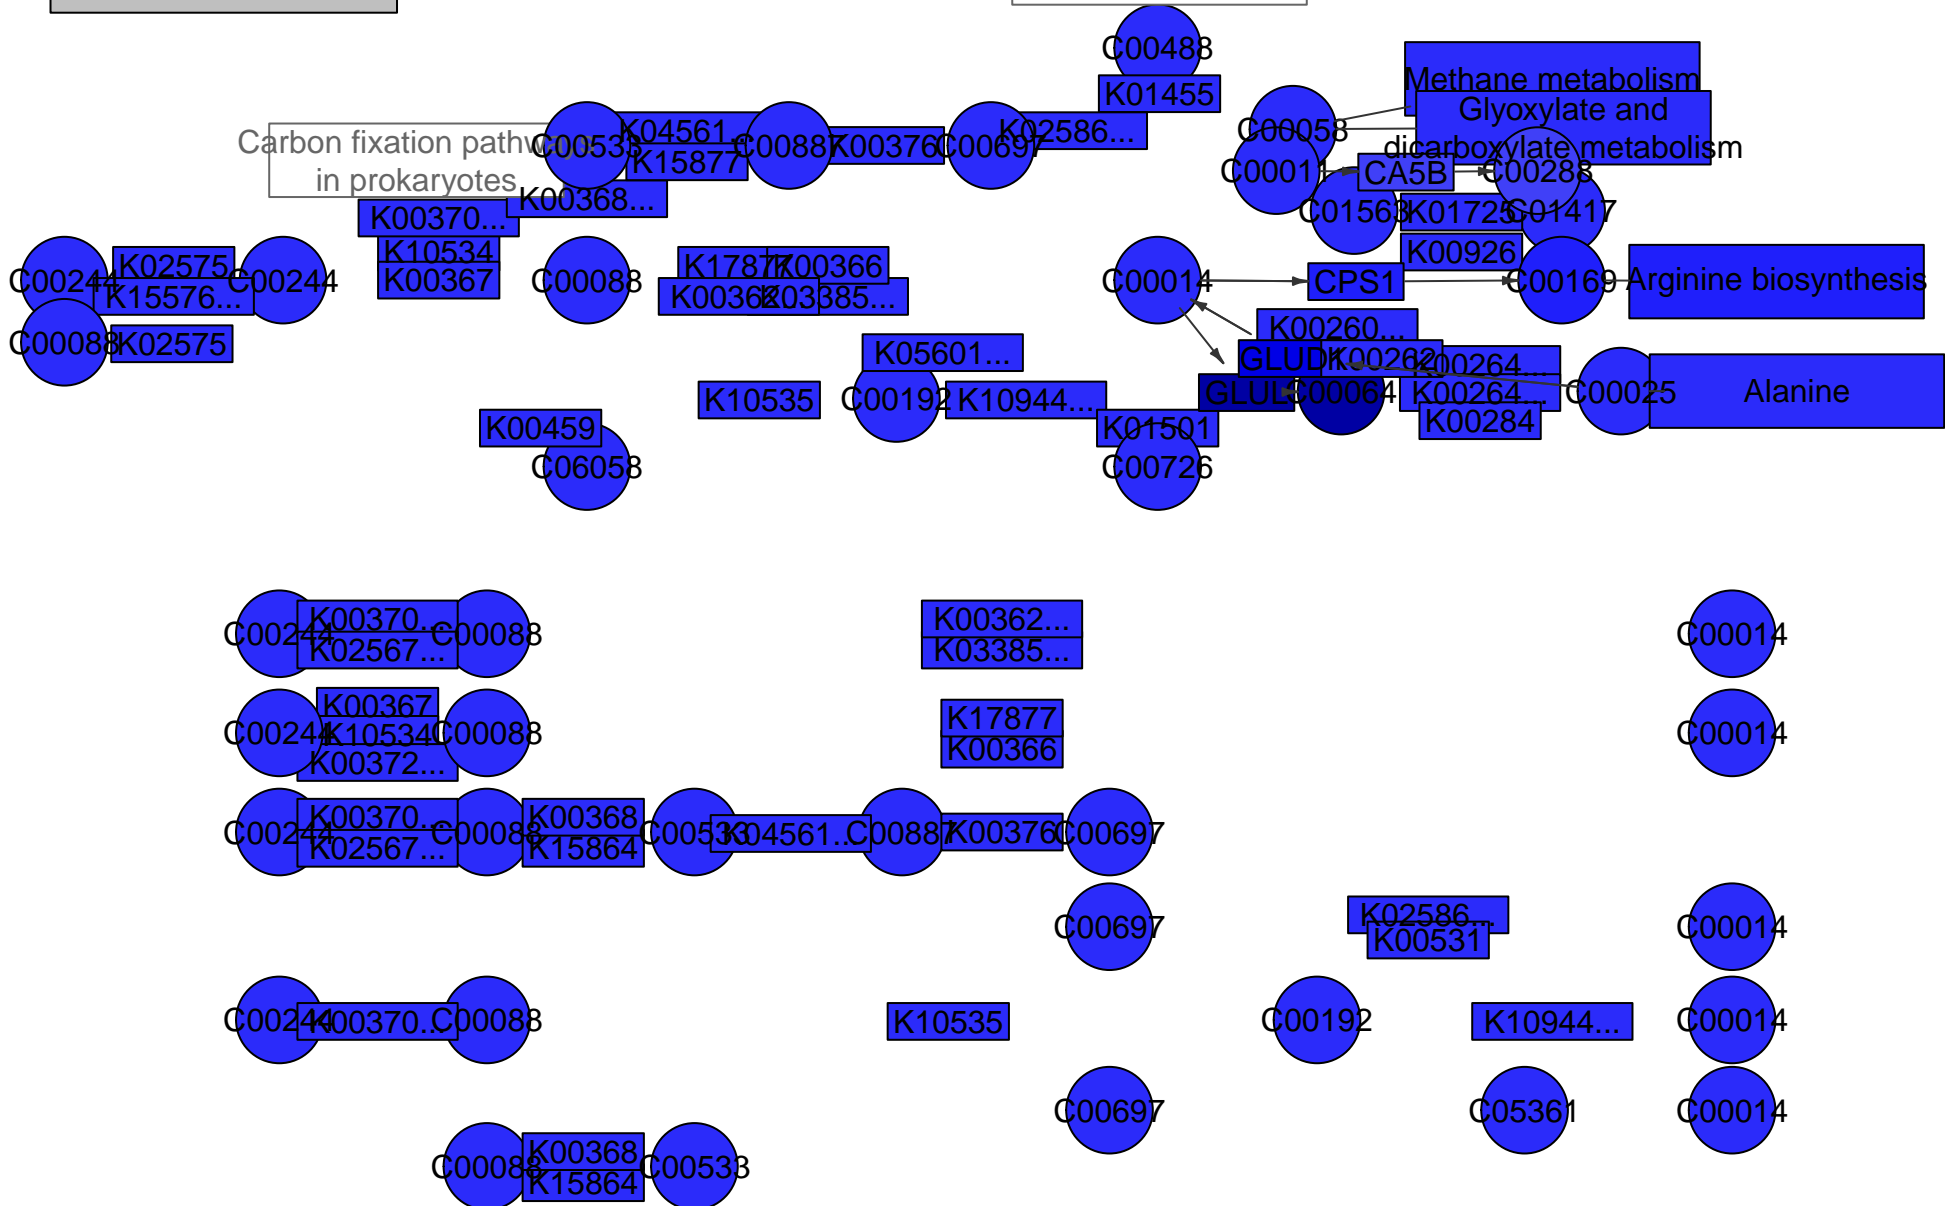 C00488
Methane metabolism
K01455
Glyoxylate and
C00058
dicarboxylate metabolism
Carbon fixation pathways
in prokaryotes
C00533
K04561...
K15877
C00887
K00376
C00697
K02586...
C00011
CA5B
C00288
C01563
K01725
C01417
K00368...
K00370...
K10534
K00367
K00926
C00244
K02575
K15576...
C00244
C00088
K17877
K00366
K00362...
K03385...
C00014
CPS1
C00169
Arginine biosynthesis
C00088
K02575
K00260...
K05601...
GLUD1
K00262
K00264...
K10535
C00192
K10944...
GLUL
C00064
K00264...
C00025
Alanine
K00284
K00459
K01501
C06058
C00726
C00244
K00370...
K02567...
C00088
K00362...
K03385...
C00014
C00244
K00367
K10534
K00372...
C00088
K17877
K00366
C00014
C00244
K00370...
K02567...
C00088
K00368
K15864
C00533
K04561...
C00887
K00376
C00697
C00697
K02586...
K00531
C00014
C00244
K00370...
C00088
K10535
C00192
K10944...
C00014
C00697
C05361
C00014
C00088
K00368
K15864
C00533